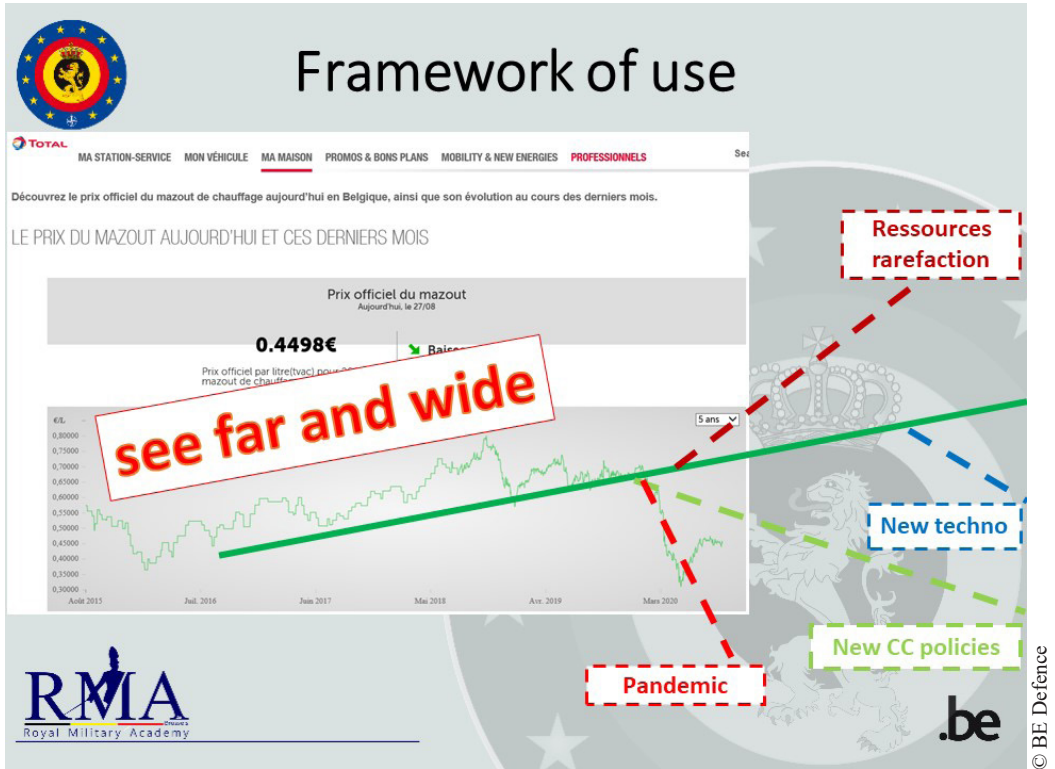 Framework of use
TOTAL
MA STATION-SERVICE MON VÉHICULE MA MAISON PROMOS & BONS PLANS MOBILITY & NEW ENERGIES PROFESSIONNELS
Découvrez le prix officiel du mazout de chauffage aujourd'hui en Belgique, ainsi que son évolution au cours des derniers mois.
LE PRIX DU MAZOUT AUJOURD'HUI ET CES DERNIERS MOIS
Ressources
rarefaction
Prix officiel du mazout
Aujourd'hui, le 27/08
0.4498€
Prix officiel par litre(tvac) pour
mazout de
see far and wide
€/L
5 ans
0,80000
0,75000
0,70000
0,65000
0,60000
0,55000
0,50000
0,45000
0,40000
0,35000
0,30000
Août 2015 Juil. 2016 Juin 2017 Mai 2018 Avr. 2019 Mars 2020
New techno
New CC policies
Pandemic
RMA
Royal Military Academy
.be
© BE Defence